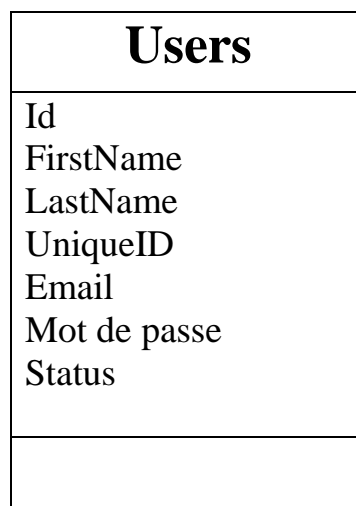 Users
Id
FirstName
LastName
UniqueID
Email
Mot de passe
Status